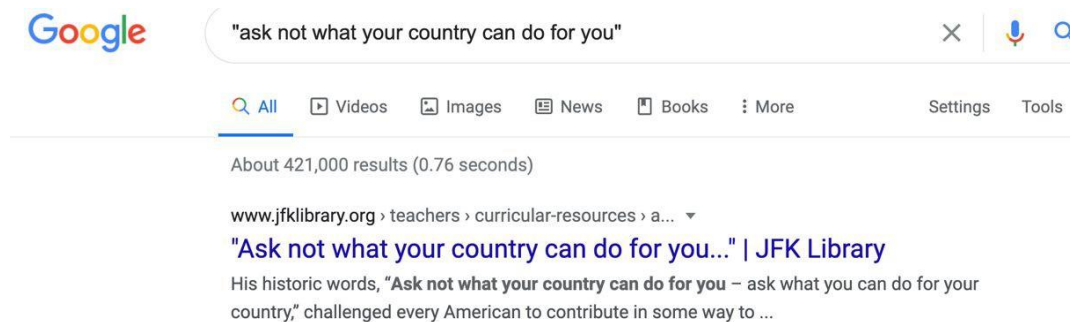 Google
"ask not what your country can do for you"
All Videos Images News Books More Settings Tools
About 421,000 results (0.76 seconds)
www.jfklibrary.org › teachers › curricular-resources › a...
"Ask not what your country can do for you..." | JFK Library
His historic words, “Ask not what your country can do for you – ask what you can do for your
country,” challenged every American to contribute in some way to ...